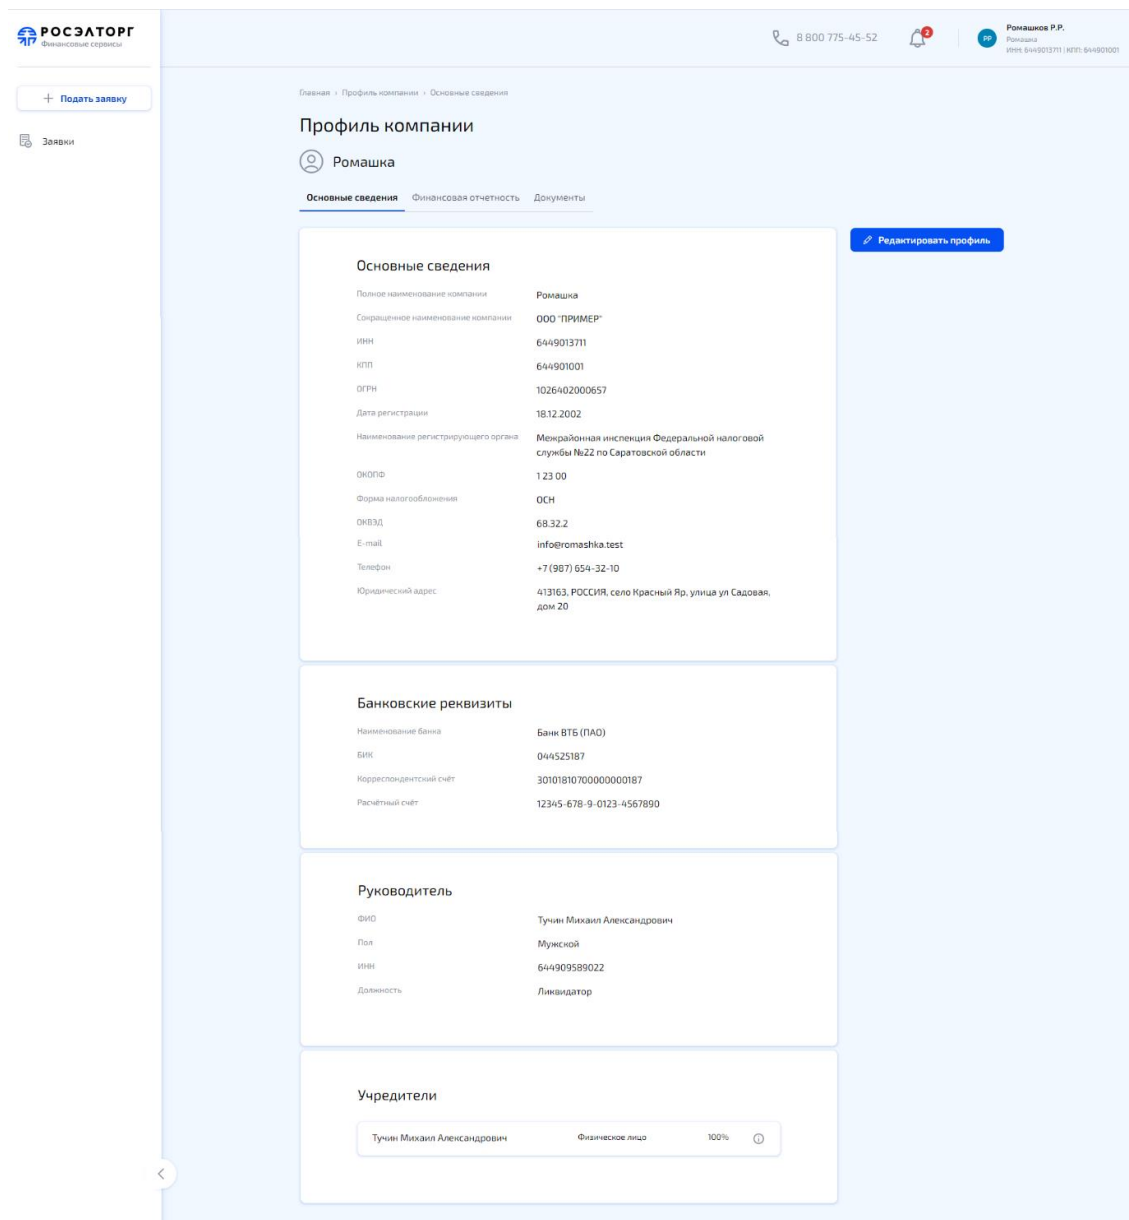 РОСЭЛТОРГ
Финансовые сервисы
8 800 775-45-52
2
РР
Ромашков Р.Р.
Ромашка
ИНН: 6449013711 | КПП: 644901001
Подать заявку
Заявки
Главная › Профиль компании › Основные сведения
Профиль компании
Ромашка
Основные сведения Финансовая отчетность Документы
Редактировать профиль
Основные сведения
Полное наименование компании Ромашка
Сокращенное наименование компании ООО "ПРИМЕР"
ИНН 6449013711
КПП 644901001
ОГРН 1026402000657
Дата регистрации 18.12.2002
Наименование регистрирующего органа Межрайонная инспекция Федеральной налоговой
службы №22 по Саратовской области
ОКОПФ 1 23 00
Форма налогообложения ОСН
ОКВЭД 68.32.2
E-mail info@romashka.test
Телефон +7 (987) 654-32-10
Юридический адрес 413163, РОССИЯ, село Красный Яр, улица ул Садовая,
дом 20
Банковские реквизиты
Наименование банка Банк ВТБ (ПАО)
БИК 044525187
Корреспондентский счёт 30101810700000000187
Расчётный счёт 12345-678-9-0123-4567890
Руководитель
ФИО Тучин Михаил Александрович
Пол Мужской
ИНН 644909589022
Должность Ликвидатор
Учредители
Тучин Михаил Александрович Физическое лицо 100%